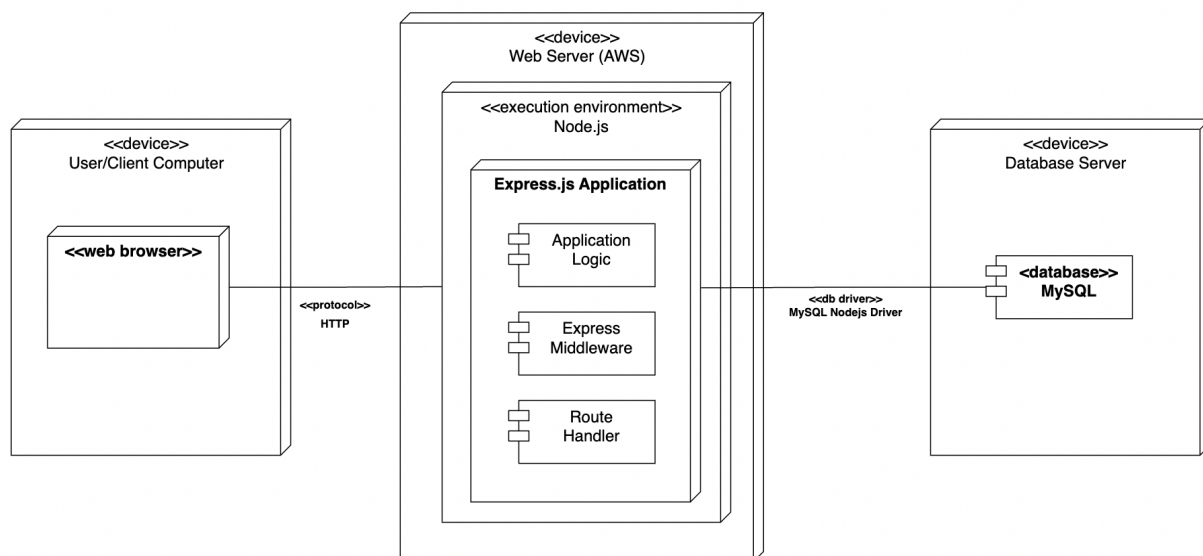 <<device>>
User/Client Computer
<<web browser>>
<<protocol>>
HTTP
<<device>>
Web Server (AWS)
<<execution environment>>
Node.js
Express.js Application
Application
Logic
Express
Middleware
Route
Handler
<<db driver>>
MySQL Nodejs Driver
<<device>>
Database Server
<<database>>
MySQL